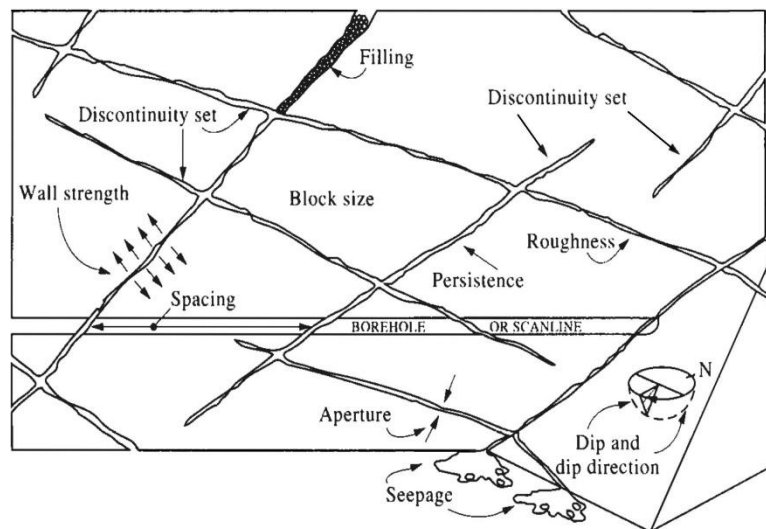 Filling
Discontinuity set
Discontinuity set
Wall strength
Block size
Roughness
Persistence
Spacing
BOREHOLE OR SCANLINE
N
Aperture
Dip and
dip direction
Seepage